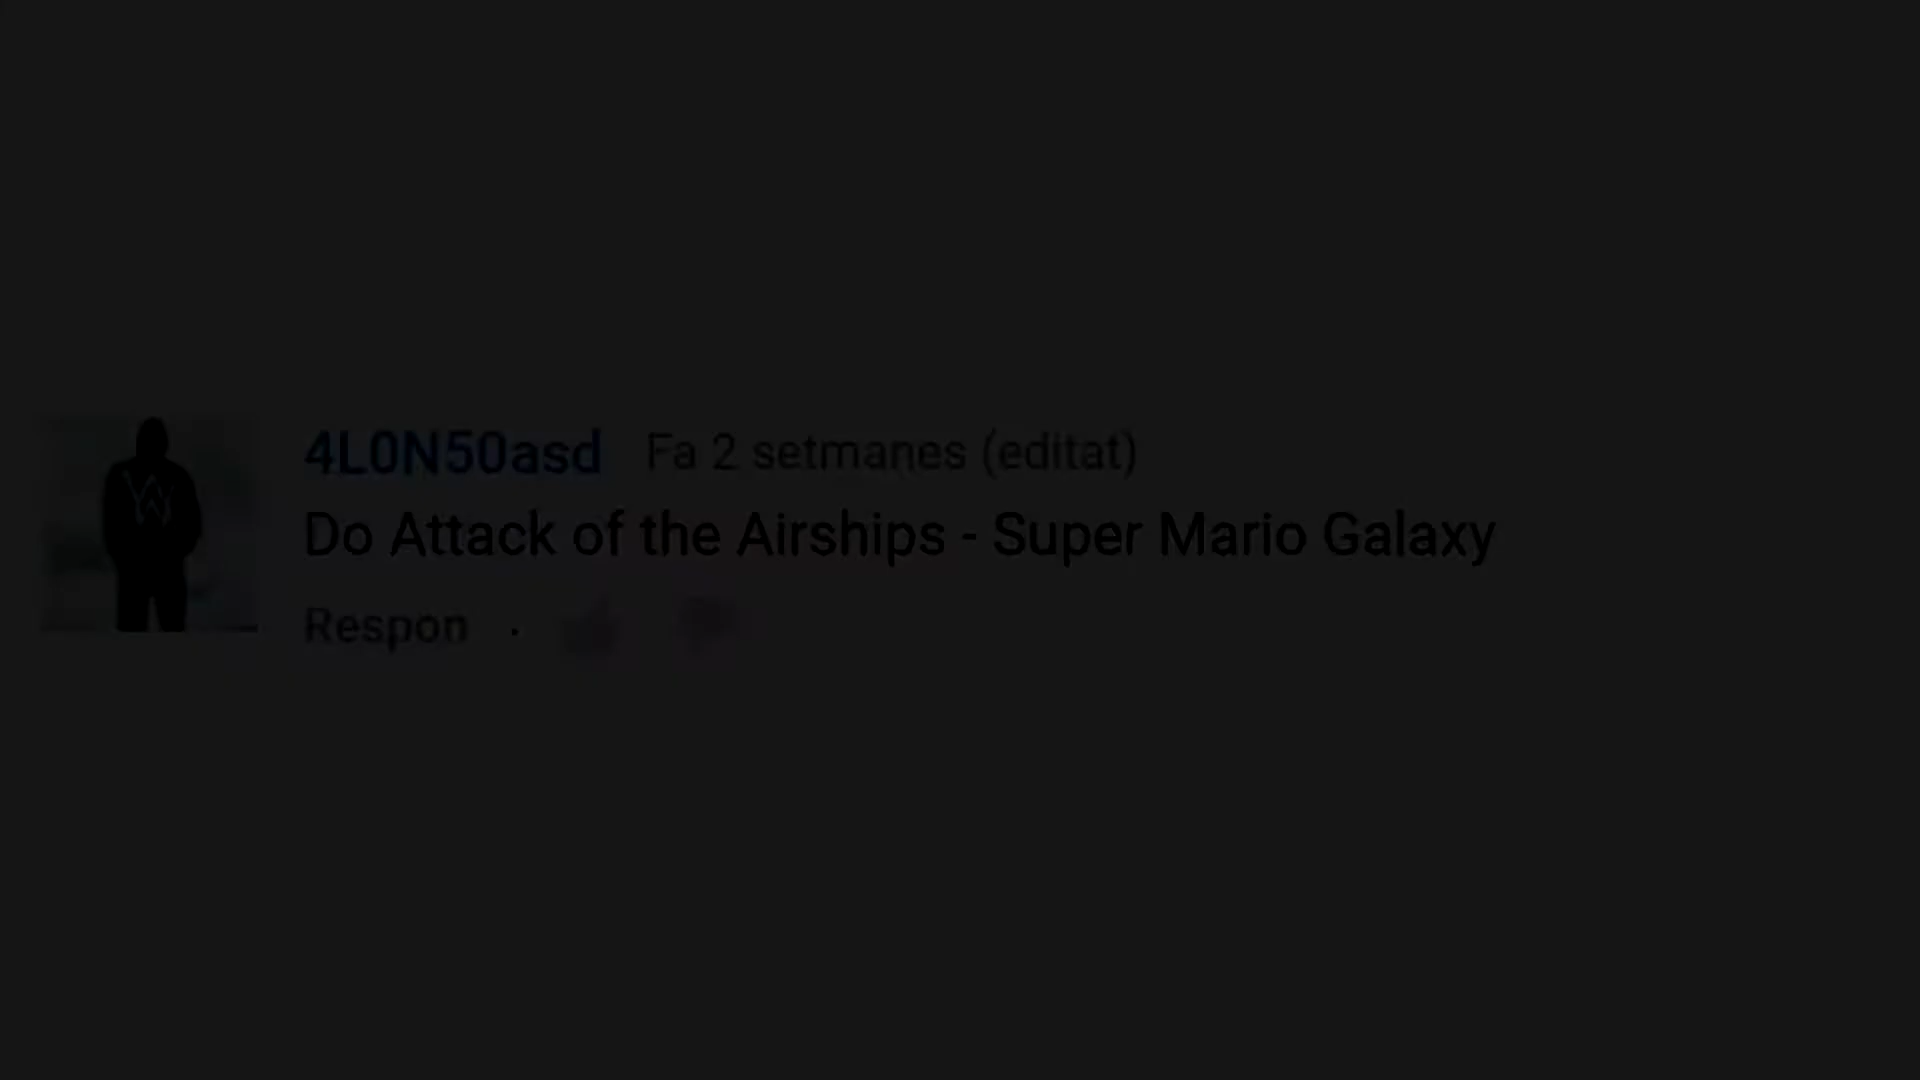 4L0N50asd Fa 2 setmanes (editat)
Do Attack of the Airships - Super Mario Galaxy
Respon ·